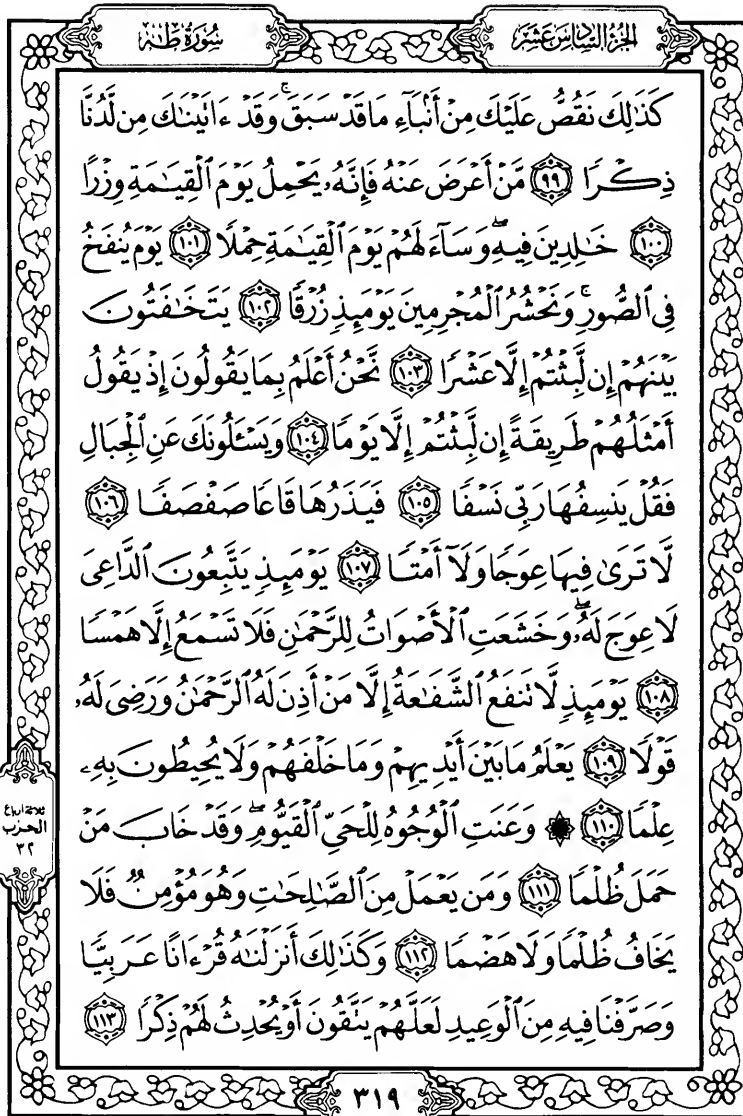 الجزء السادس عشر
سورة طه
كَذَٰلِكَ نَقُصُّ عَلَيْكَ مِنْ أَنۢبَآءِ مَا قَدْ سَبَقَ ۚ وَقَدْ ءَاتَيْنَٰكَ مِن لَّدُنَّا
ذِكْرًا ﴿٩٩﴾ مَّنْ أَعْرَضَ عَنْهُ فَإِنَّهُۥ يَحْمِلُ يَوْمَ ٱلْقِيَٰمَةِ وِزْرًا
﴿١٠٠﴾ خَٰلِدِينَ فِيهِ ۖ وَسَآءَ لَهُمْ يَوْمَ ٱلْقِيَٰمَةِ حِمْلًا ﴿١٠١﴾ يَوْمَ يُنفَخُ
فِى ٱلصُّورِ ۚ وَنَحْشُرُ ٱلْمُجْرِمِينَ يَوْمَئِذٍ زُرْقًا ﴿١٠٢﴾ يَتَخَٰفَتُونَ
بَيْنَهُمْ إِن لَّبِثْتُمْ إِلَّا عَشْرًا ﴿١٠٣﴾ نَّحْنُ أَعْلَمُ بِمَا يَقُولُونَ إِذْ يَقُولُ
أَمْثَلُهُمْ طَرِيقَةً إِن لَّبِثْتُمْ إِلَّا يَوْمًا ﴿١٠٤﴾ وَيَسْـَٔلُونَكَ عَنِ ٱلْجِبَالِ
فَقُلْ يَنسِفُهَا رَبِّى نَسْفًا ﴿١٠٥﴾ فَيَذَرُهَا قَاعًا صَفْصَفًا ﴿١٠٦﴾
لَّا تَرَىٰ فِيهَا عِوَجًا وَلَآ أَمْتًا ﴿١٠٧﴾ يَوْمَئِذٍ يَتَّبِعُونَ ٱلدَّاعِىَ
لَا عِوَجَ لَهُۥ ۖ وَخَشَعَتِ ٱلْأَصْوَاتُ لِلرَّحْمَٰنِ فَلَا تَسْمَعُ إِلَّا هَمْسًا
﴿١٠٨﴾ يَوْمَئِذٍ لَّا تَنفَعُ ٱلشَّفَٰعَةُ إِلَّا مَنْ أَذِنَ لَهُ ٱلرَّحْمَٰنُ وَرَضِىَ لَهُۥ
قَوْلًا ﴿١٠٩﴾ يَعْلَمُ مَا بَيْنَ أَيْدِيهِمْ وَمَا خَلْفَهُمْ وَلَا يُحِيطُونَ بِهِۦ
عِلْمًا ﴿١١٠﴾ ۞ وَعَنَتِ ٱلْوُجُوهُ لِلْحَىِّ ٱلْقَيُّومِ ۖ وَقَدْ خَابَ مَنْ
حَمَلَ ظُلْمًا ﴿١١١﴾ وَمَن يَعْمَلْ مِنَ ٱلصَّٰلِحَٰتِ وَهُوَ مُؤْمِنٌ فَلَا
يَخَافُ ظُلْمًا وَلَا هَضْمًا ﴿١١٢﴾ وَكَذَٰلِكَ أَنزَلْنَٰهُ قُرْءَانًا عَرَبِيًّا
وَصَرَّفْنَا فِيهِ مِنَ ٱلْوَعِيدِ لَعَلَّهُمْ يَتَّقُونَ أَوْ يُحْدِثُ لَهُمْ ذِكْرًا ﴿١١٣﴾
ثلاثة أرباع
الحزب
٣٢
٣١٩